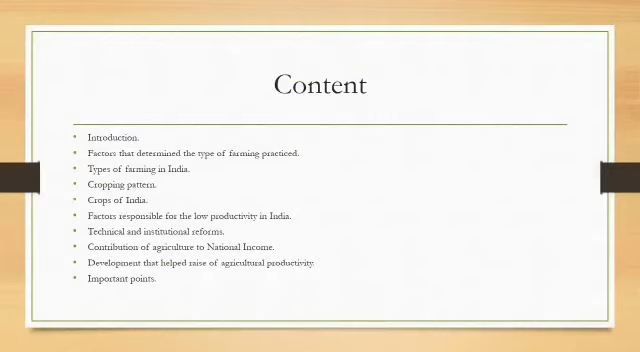 Content
• Introduction.
• Factors that determined the type of farming practiced.
• Types of farming in India.
• Cropping pattern.
• Crops of India.
• Factors responsible for the low productivity in India.
• Technical and institutional reforms.
• Contribution of agriculture to National Income.
• Development that helped raise of agricultural productivity.
• Important points.